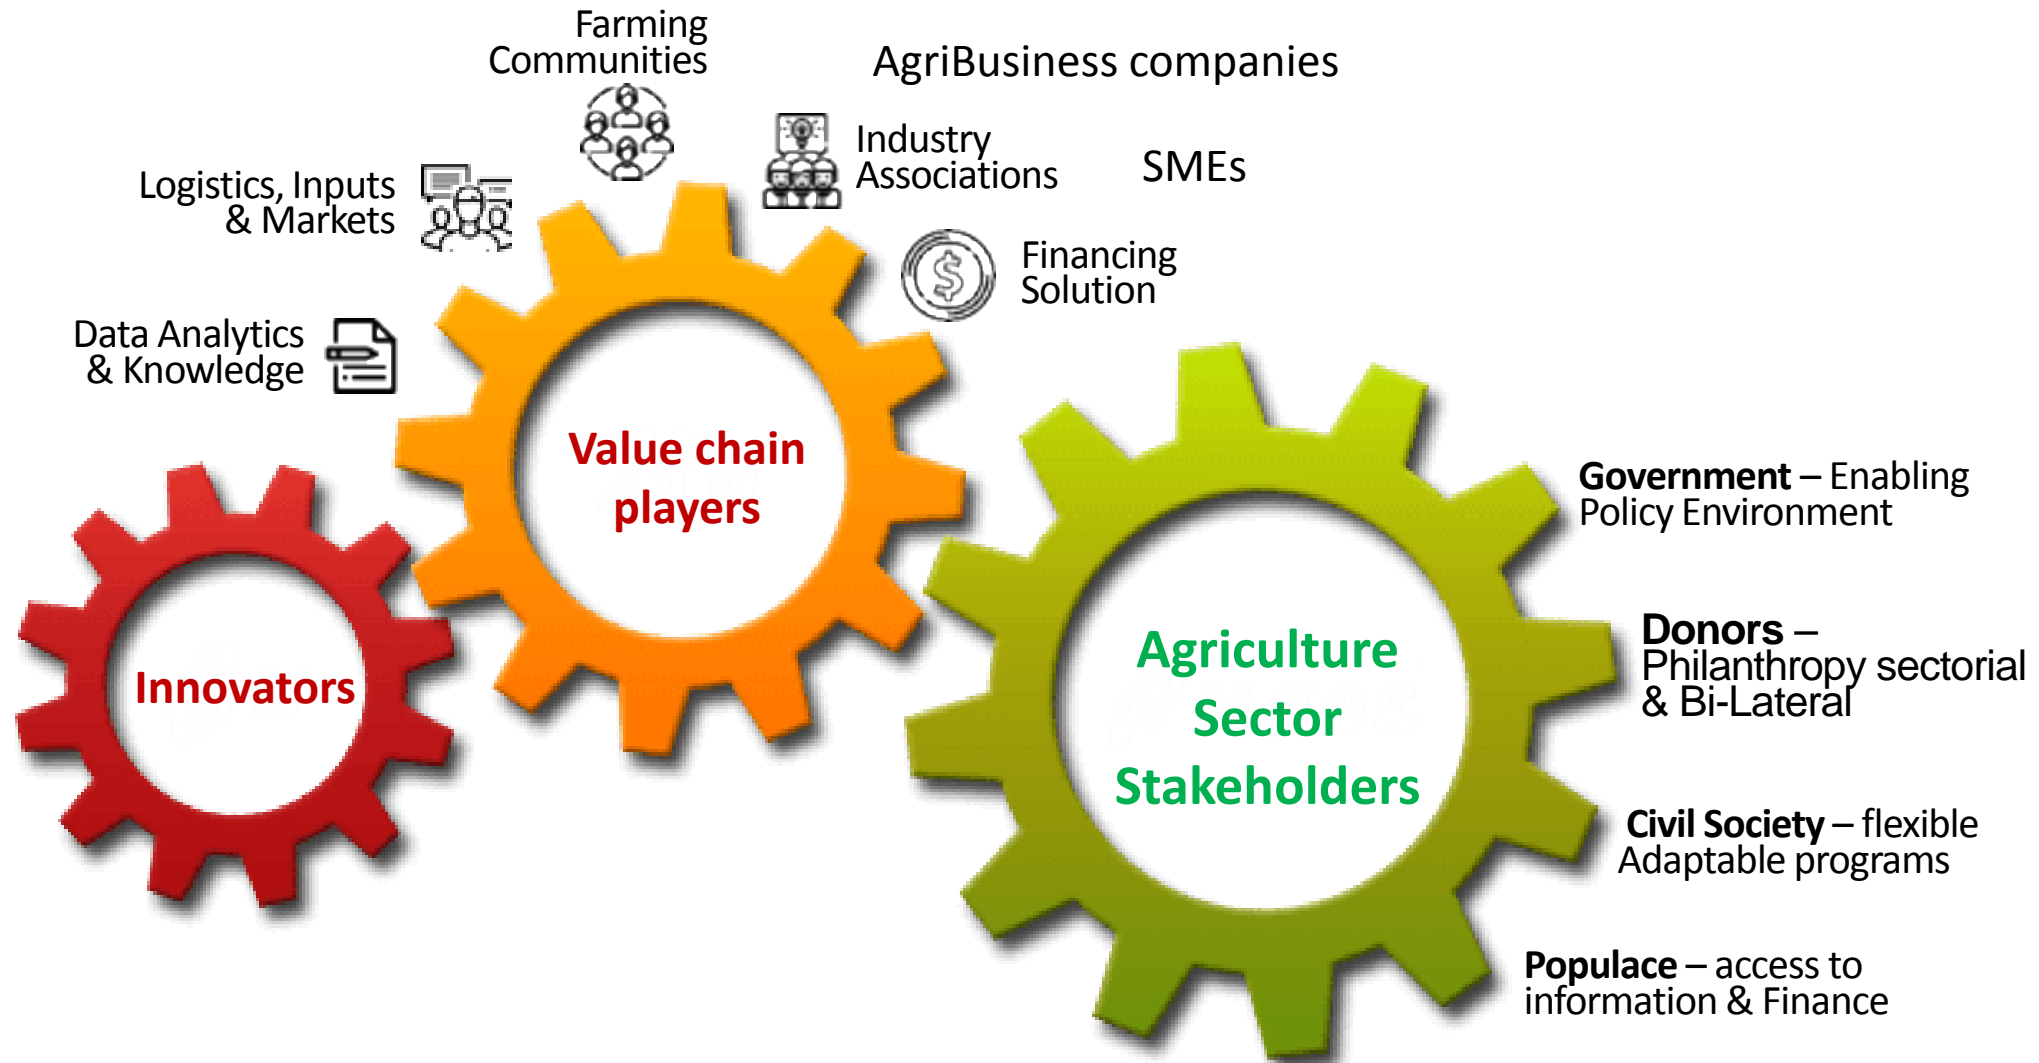 Farming
Communities
AgriBusiness companies
Industry
Associations
SMEs
Logistics, Inputs
& Markets
Financing
Solution
Data Analytics
& Knowledge
Value chain
players
Innovators
Agriculture
Sector
Stakeholders
Government – Enabling
Policy Environment
Donors –
Philanthropy sectorial
& Bi-Lateral
Civil Society – flexible
Adaptable programs
Populace – access to
information & Finance